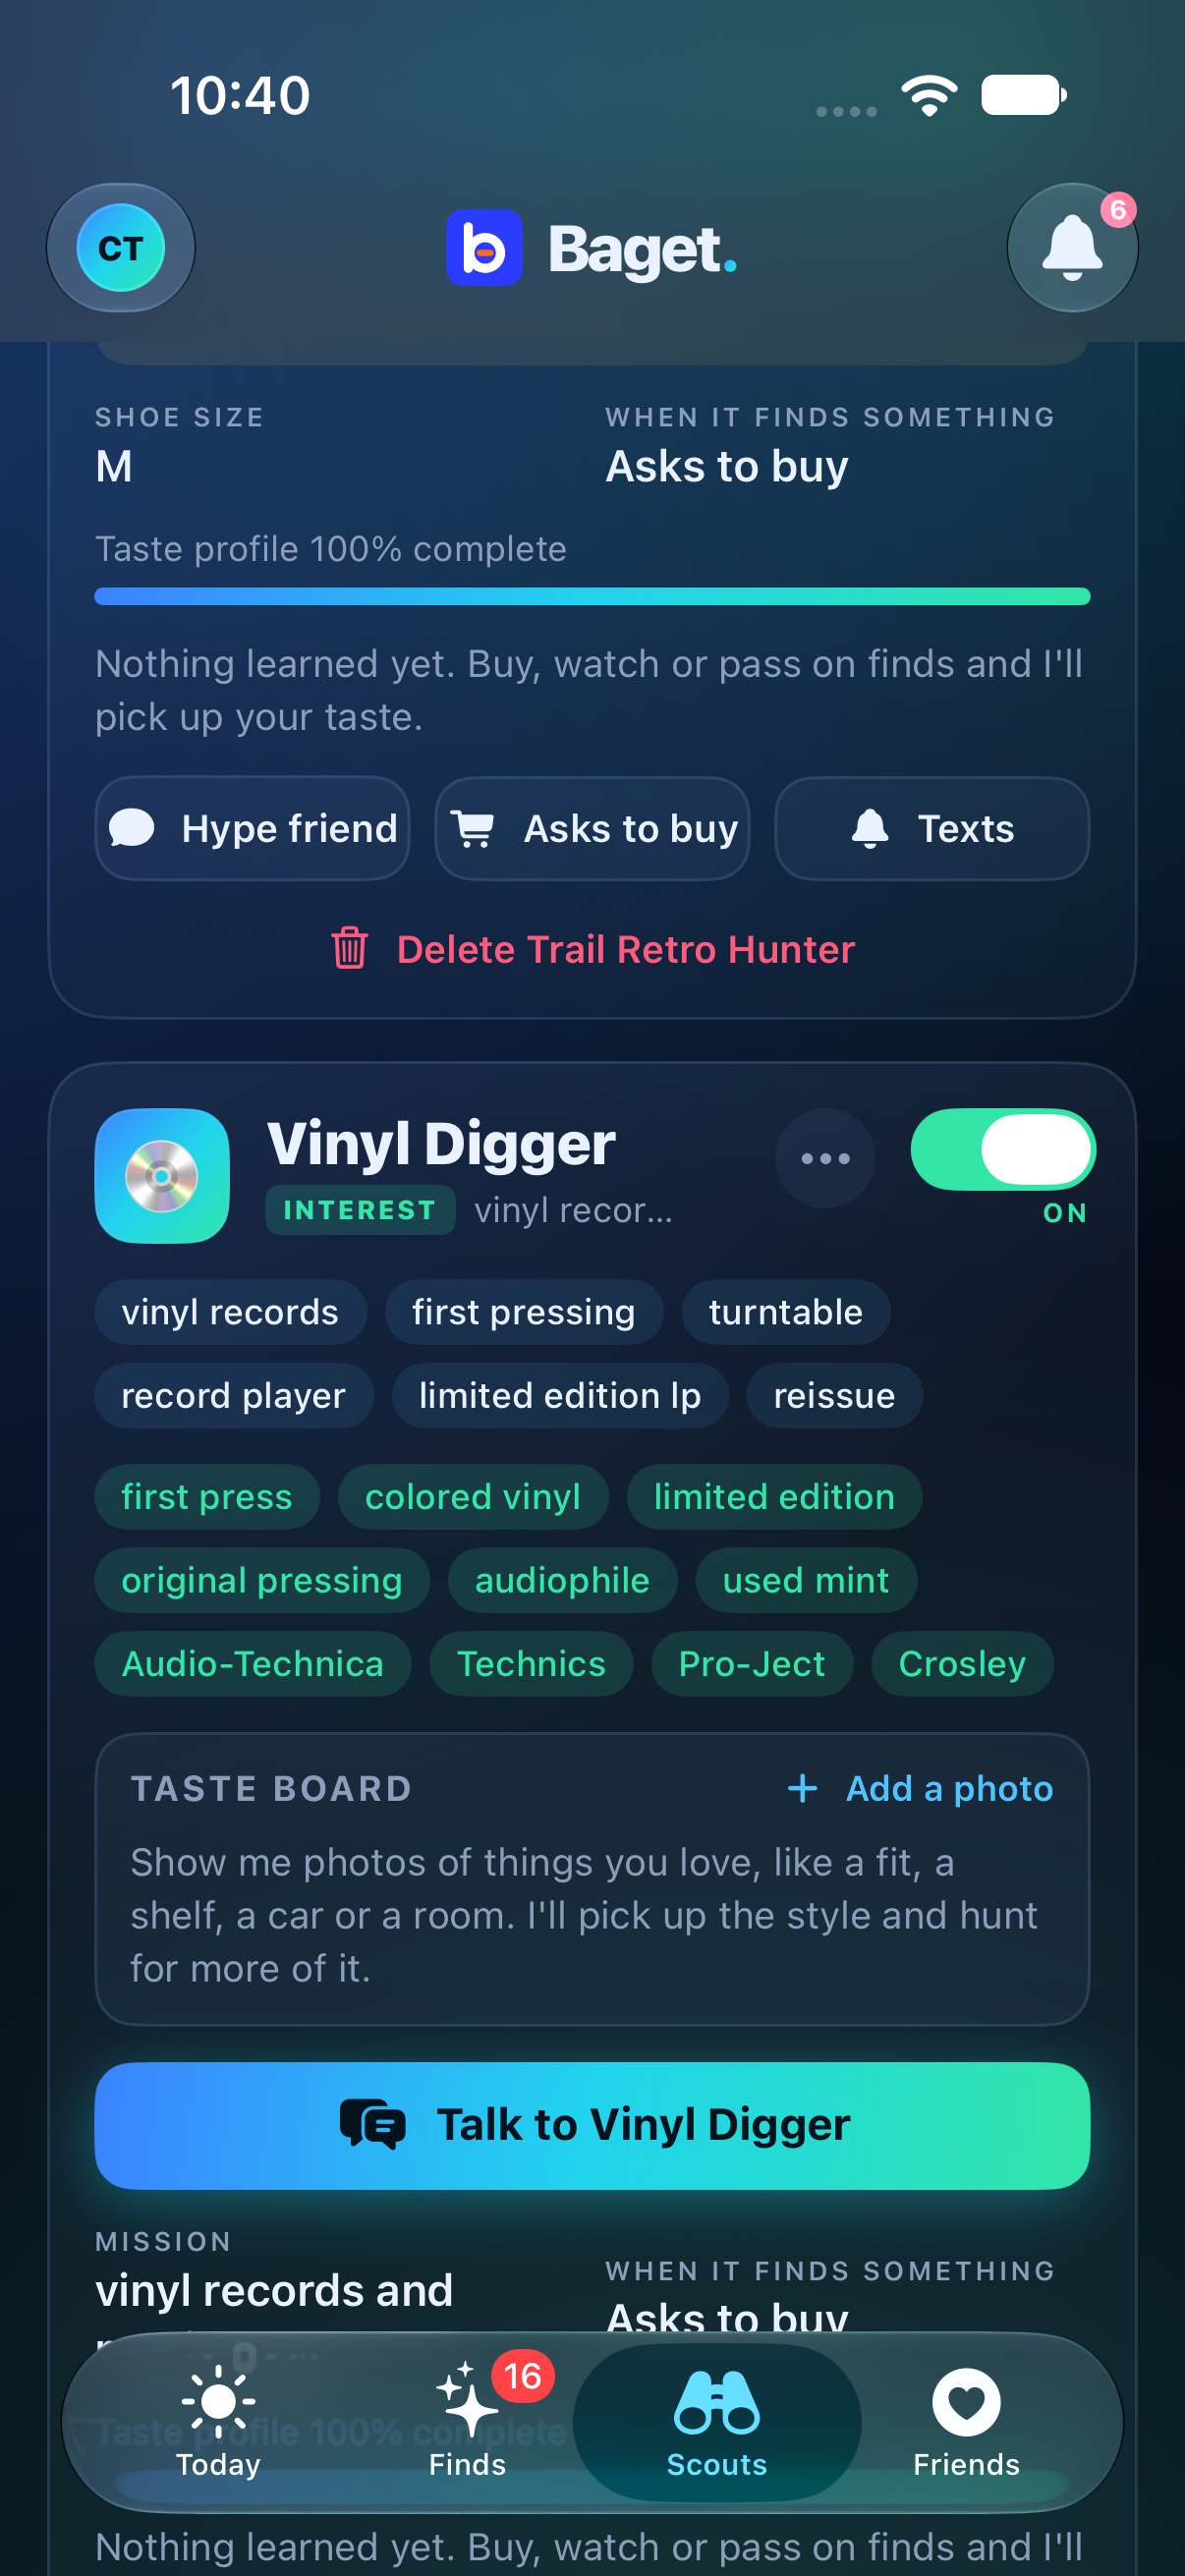 10:40
CT
Baget.
6
SHOE SIZE
M
WHEN IT FINDS SOMETHING
Asks to buy
Taste profile 100% complete
Nothing learned yet. Buy, watch or pass on finds and I'll
pick up your taste.
Hype friend
Asks to buy
Texts
Delete Trail Retro Hunter
Vinyl Digger
INTEREST
vinyl recor...
ON
vinyl records
first pressing
turntable
record player
limited edition lp
reissue
first press
colored vinyl
limited edition
original pressing
audiophile
used mint
Audio-Technica
Technics
Pro-Ject
Crosley
TASTE BOARD
+ Add a photo
Show me photos of things you love, like a fit, a
shelf, a car or a room. I'll pick up the style and hunt
for more of it.
Talk to Vinyl Digger
MISSION
vinyl records and
WHEN IT FINDS SOMETHING
Asks to buy
Taste profile 100% complete
16
Today
Finds
Scouts
Friends
Nothing learned yet. Buy, watch or pass on finds and I'll